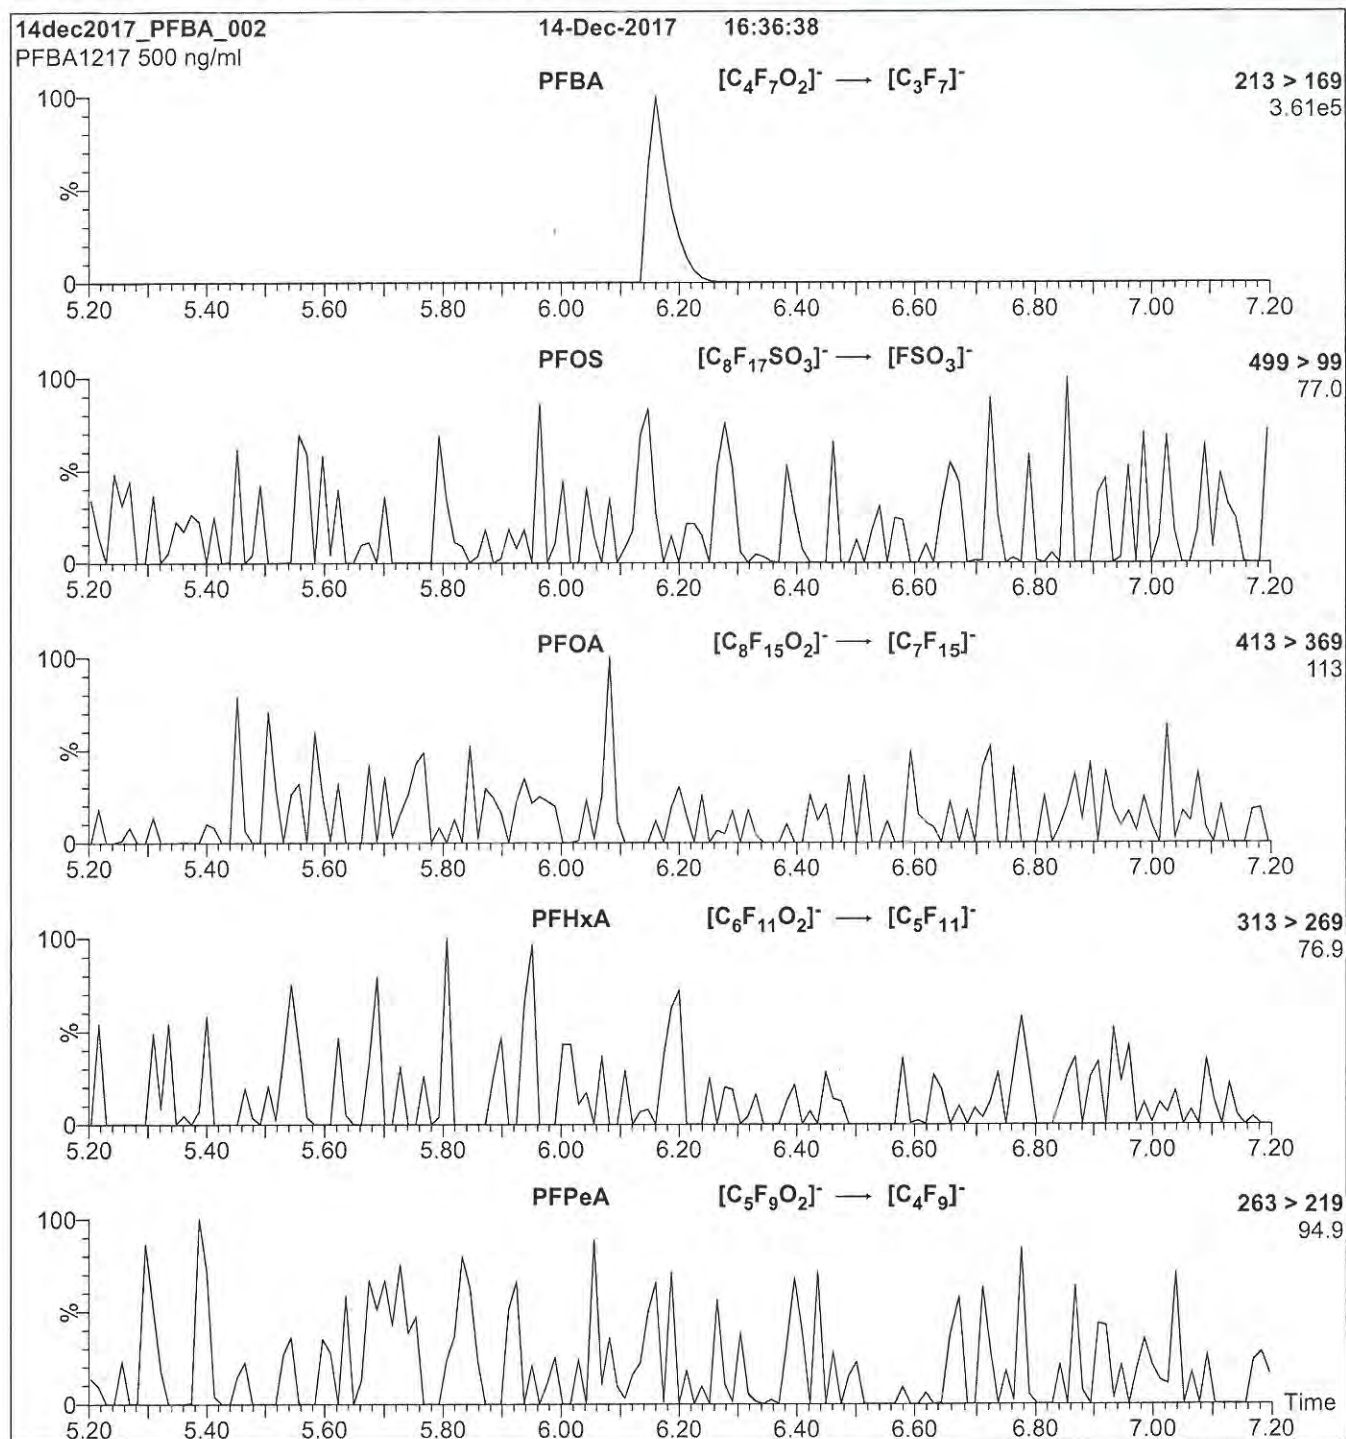 14dec2017_PFBA_002 14-Dec-2017 16:36:38
PFBA1217 500 ng/ml
PFBA [C₄F₇O₂]⁻ → [C₃F₇]⁻ 213 > 169
3.61e5
100
%
0
5.20 5.40 5.60 5.80 6.00 6.20 6.40 6.60 6.80 7.00 7.20
PFOS [C₈F₁₇SO₃]⁻ → [FSO₃]⁻ 499 > 99
77.0
100
%
0
5.20 5.40 5.60 5.80 6.00 6.20 6.40 6.60 6.80 7.00 7.20
PFOA [C₈F₁₅O₂]⁻ → [C₇F₁₅]⁻ 413 > 369
113
100
%
0
5.20 5.40 5.60 5.80 6.00 6.20 6.40 6.60 6.80 7.00 7.20
PFHxA [C₆F₁₁O₂]⁻ → [C₅F₁₁]⁻ 313 > 269
76.9
100
%
0
5.20 5.40 5.60 5.80 6.00 6.20 6.40 6.60 6.80 7.00 7.20
PFPeA [C₅F₉O₂]⁻ → [C₄F₉]⁻ 263 > 219
94.9
100
%
0
Time
5.20 5.40 5.60 5.80 6.00 6.20 6.40 6.60 6.80 7.00 7.20